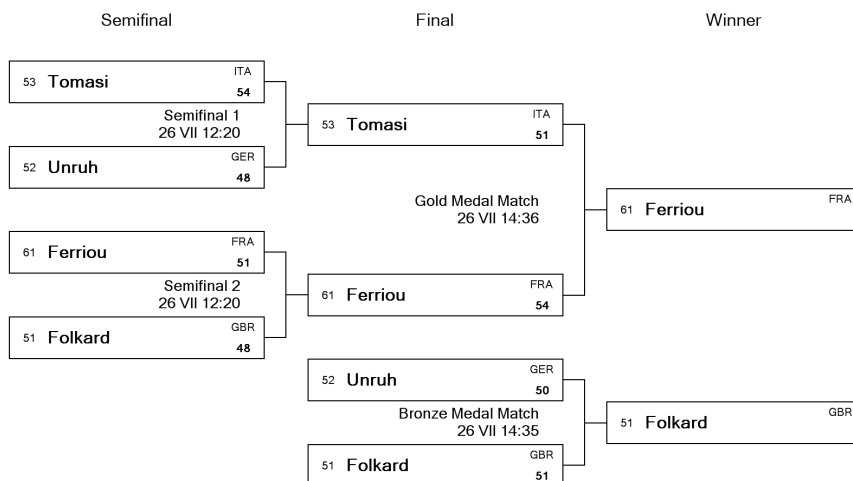 Semifinal Final Winner
53 Tomasi ITA
54
Semifinal 1
26 VII 12:20
52 Unruh GER
48
61 Ferriou FRA
51
Semifinal 2
26 VII 12:20
51 Folkard GBR
48
53 Tomasi ITA
51
Gold Medal Match
26 VII 14:36
61 Ferriou FRA
54
52 Unruh GER
50
Bronze Medal Match
26 VII 14:35
51 Folkard GBR
51
61 Ferriou FRA
51 Folkard GBR